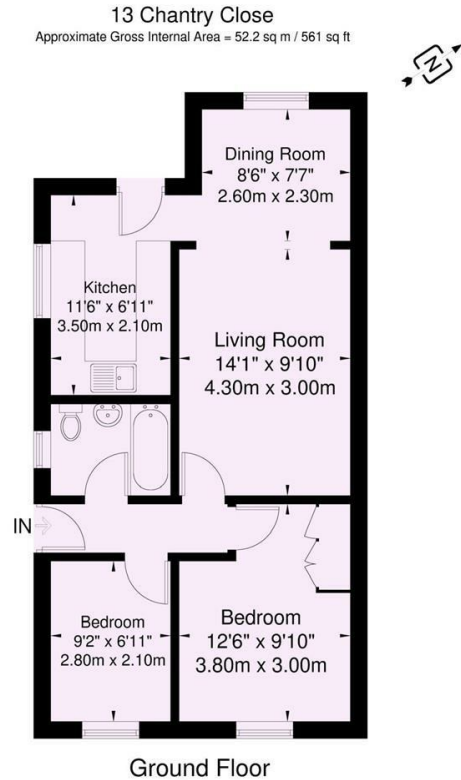 13 Chantry Close
Approximate Gross Internal Area = 52.2 sq m / 561 sq ft
N
Dining Room
8'6" x 7'7"
2.60m x 2.30m
Kitchen
11'6" x 6'11"
3.50m x 2.10m
Living Room
14'1" x 9'10"
4.30m x 3.00m
IN
Bedroom
9'2" x 6'11"
2.80m x 2.10m
Bedroom
12'6" x 9'10"
3.80m x 3.00m
Ground Floor